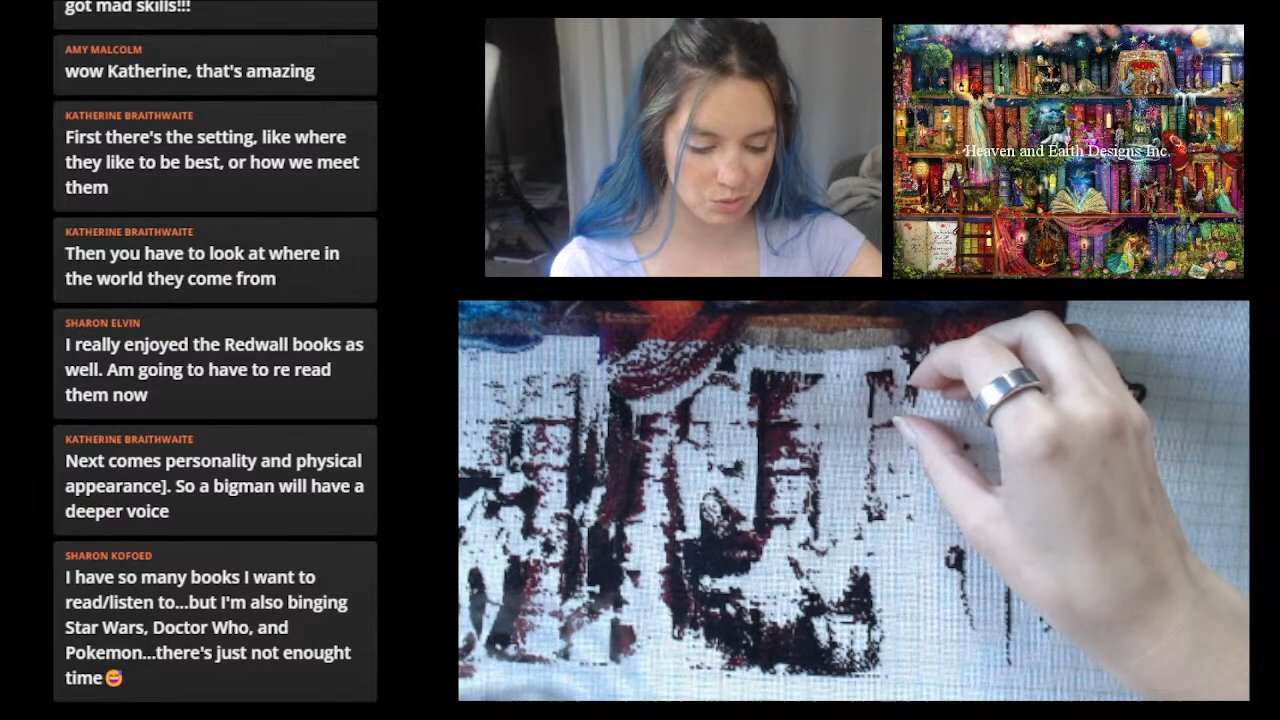 got mad skills!!!
AMY MALCOLM
wow Katherine, that's amazing
KATHERINE BRAITHWAITE
First there's the setting, like where
they like to be best, or how we meet
them
KATHERINE BRAITHWAITE
Then you have to look at where in
the world they come from
SHARON ELVIN
I really enjoyed the Redwall books as
well. Am going to have to re read
them now
KATHERINE BRAITHWAITE
Next comes personality and physical
appearance]. So a bigman will have a
deeper voice
SHARON KOFOED
I have so many books I want to
read/listen to...but I'm also binging
Star Wars, Doctor Who, and
Pokemon...there's just not enought
time😅
Heaven and Earth Designs Inc.